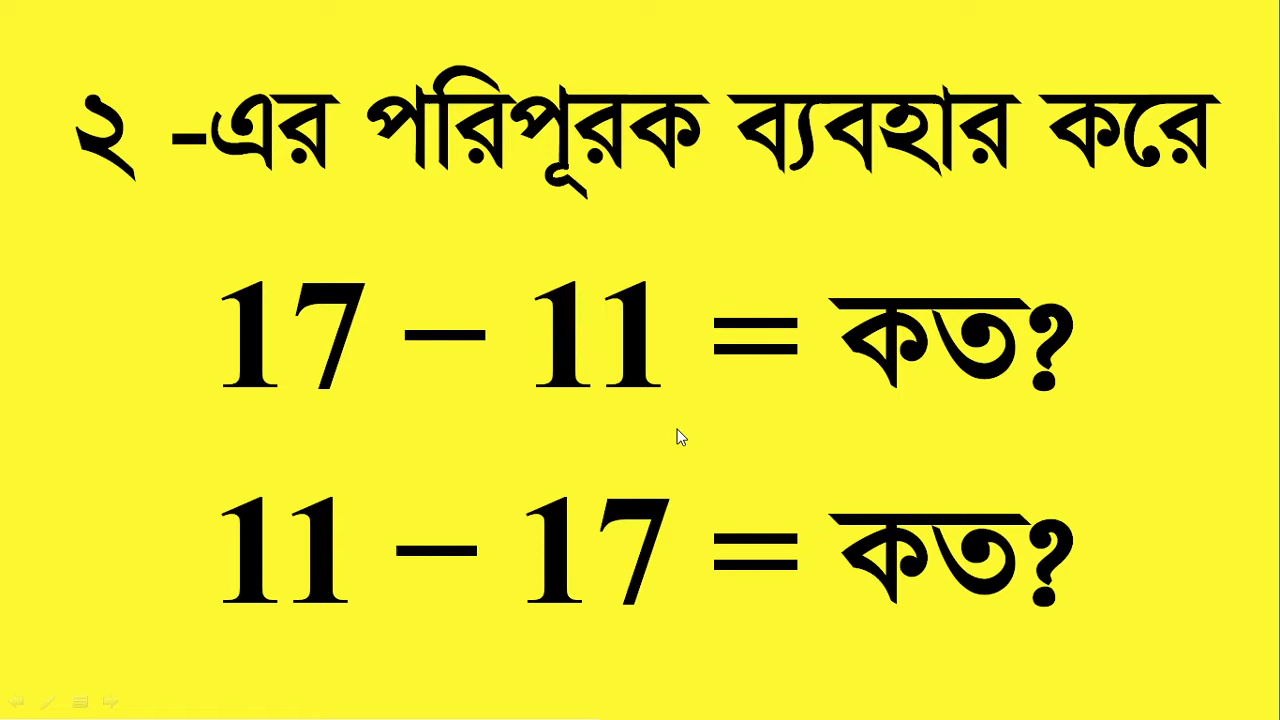 ২ -এর পরিপূরক ব্যবহার করে
17 – 11 = কত?
11 – 17 = কত?